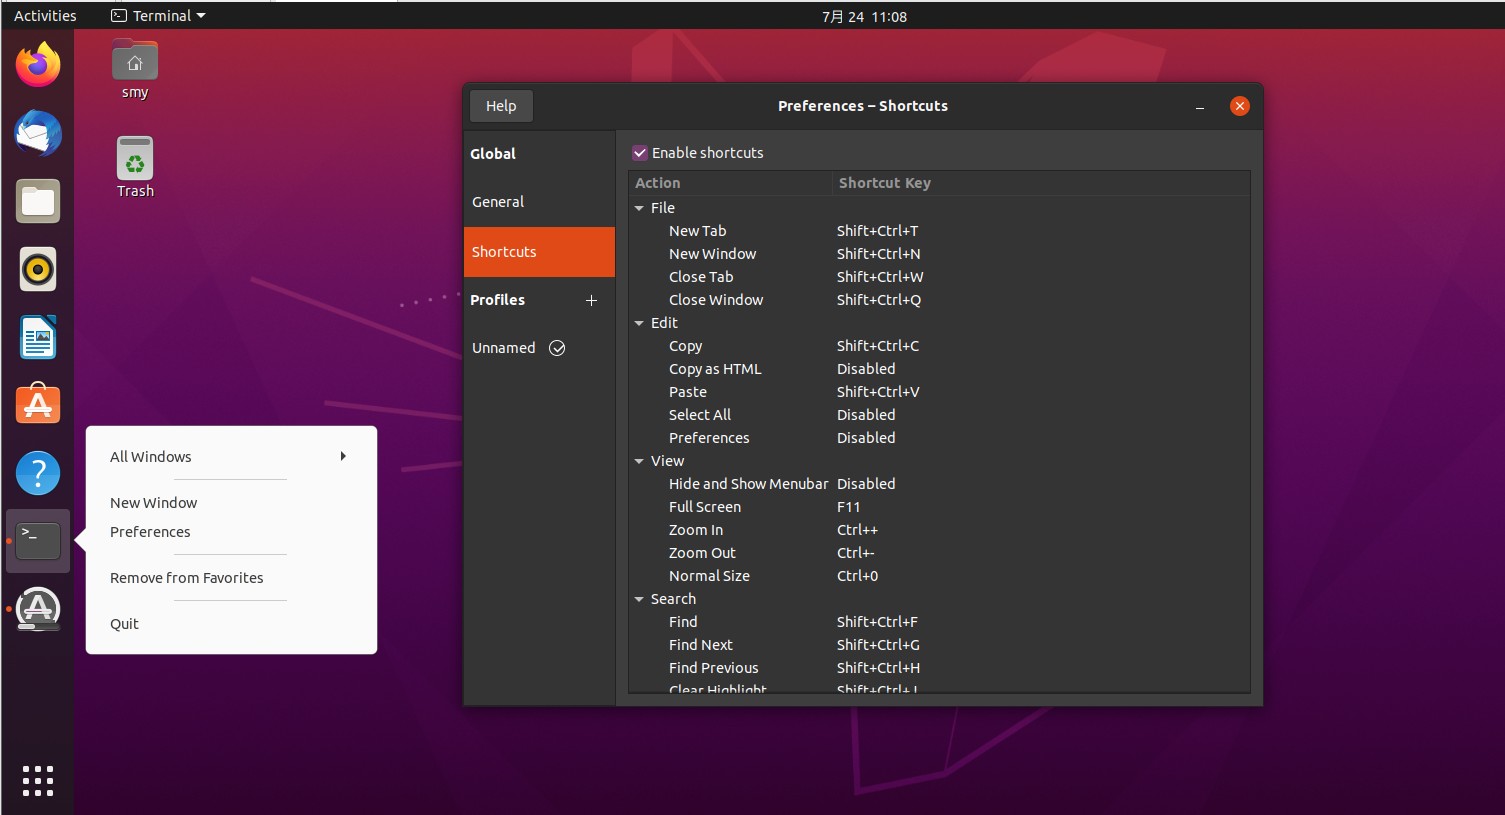 Activities
Terminal
7月 24 11:08
smy
Trash
Help
Preferences – Shortcuts
Global
General
Shortcuts
Profiles
Unnamed
Enable shortcuts
Action Shortcut Key
File
New Tab Shift+Ctrl+T
New Window Shift+Ctrl+N
Close Tab Shift+Ctrl+W
Close Window Shift+Ctrl+Q
Edit
Copy Shift+Ctrl+C
Copy as HTML Disabled
Paste Shift+Ctrl+V
Select All Disabled
Preferences Disabled
View
Hide and Show Menubar Disabled
Full Screen F11
Zoom In Ctrl++
Zoom Out Ctrl+-
Normal Size Ctrl+0
Search
Find Shift+Ctrl+F
Find Next Shift+Ctrl+G
Find Previous Shift+Ctrl+H
Clear Highlight Shift+Ctrl+J
All Windows
New Window
Preferences
Remove from Favorites
Quit